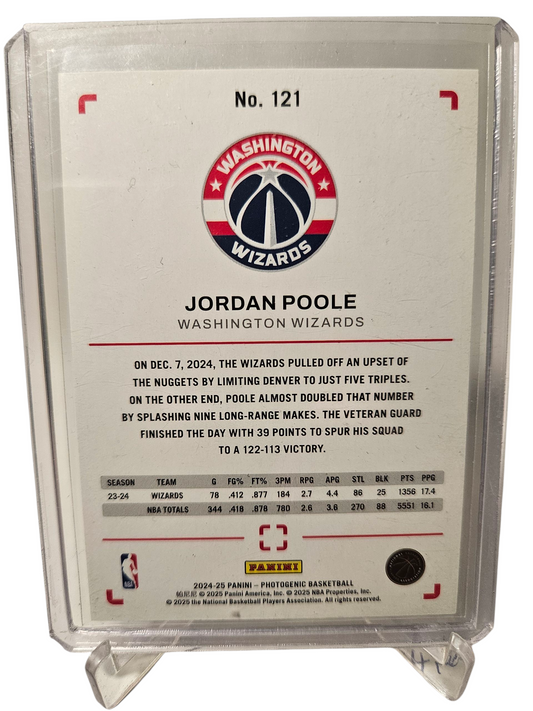 No. 121
WASHINGTON
WIZARDS
JORDAN POOLE
WASHINGTON WIZARDS
ON DEC. 7, 2024, THE WIZARDS PULLED OFF AN UPSET OF
THE NUGGETS BY LIMITING DENVER TO JUST FIVE TRIPLES.
ON THE OTHER END, POOLE ALMOST DOUBLED THAT NUMBER
BY SPLASHING NINE LONG-RANGE MAKES. THE VETERAN GUARD
FINISHED THE DAY WITH 39 POINTS TO SPUR HIS SQUAD
TO A 122-113 VICTORY.
SEASON TEAM G FG% FT% 3PM RPG APG STL BLK PTS PPG
23-24 WIZARDS 78 .412 .877 184 2.7 4.4 86 25 1356 17.4
NBA TOTALS 344 .418 .878 780 2.6 3.6 270 88 5551 16.1
PANINI
2024-25 PANINI – PHOTOGENIC BASKETBALL
帕尼尼 © 2025 Panini America, Inc. © 2025 NBA Properties, Inc.
© 2025 the National Basketball Players Association. All rights reserved.